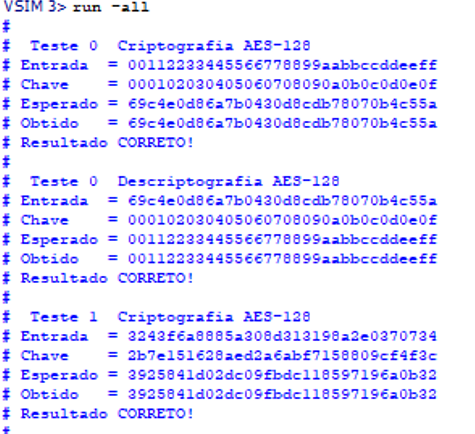 VSIM 3> run -all
#
#  Teste 0  Criptografia AES-128
# Entrada  = 00112233445566778899aabbccddeeff
# Chave    = 000102030405060708090a0b0c0d0e0f
# Esperado = 69c4e0d86a7b0430d8cdb78070b4c55a
# Obtido   = 69c4e0d86a7b0430d8cdb78070b4c55a
# Resultado CORRETO!
#
#  Teste 0  Descriptografia AES-128
# Entrada  = 69c4e0d86a7b0430d8cdb78070b4c55a
# Chave    = 000102030405060708090a0b0c0d0e0f
# Esperado = 00112233445566778899aabbccddeeff
# Obtido   = 00112233445566778899aabbccddeeff
# Resultado CORRETO!
#
#  Teste 1  Criptografia AES-128
# Entrada  = 3243f6a8885a308d313198a2e0370734
# Chave    = 2b7e151628aed2a6abf7158809cf4f3c
# Esperado = 3925841d02dc09fbdc118597196a0b32
# Obtido   = 3925841d02dc09fbdc118597196a0b32
# Resultado CORRETO!
#